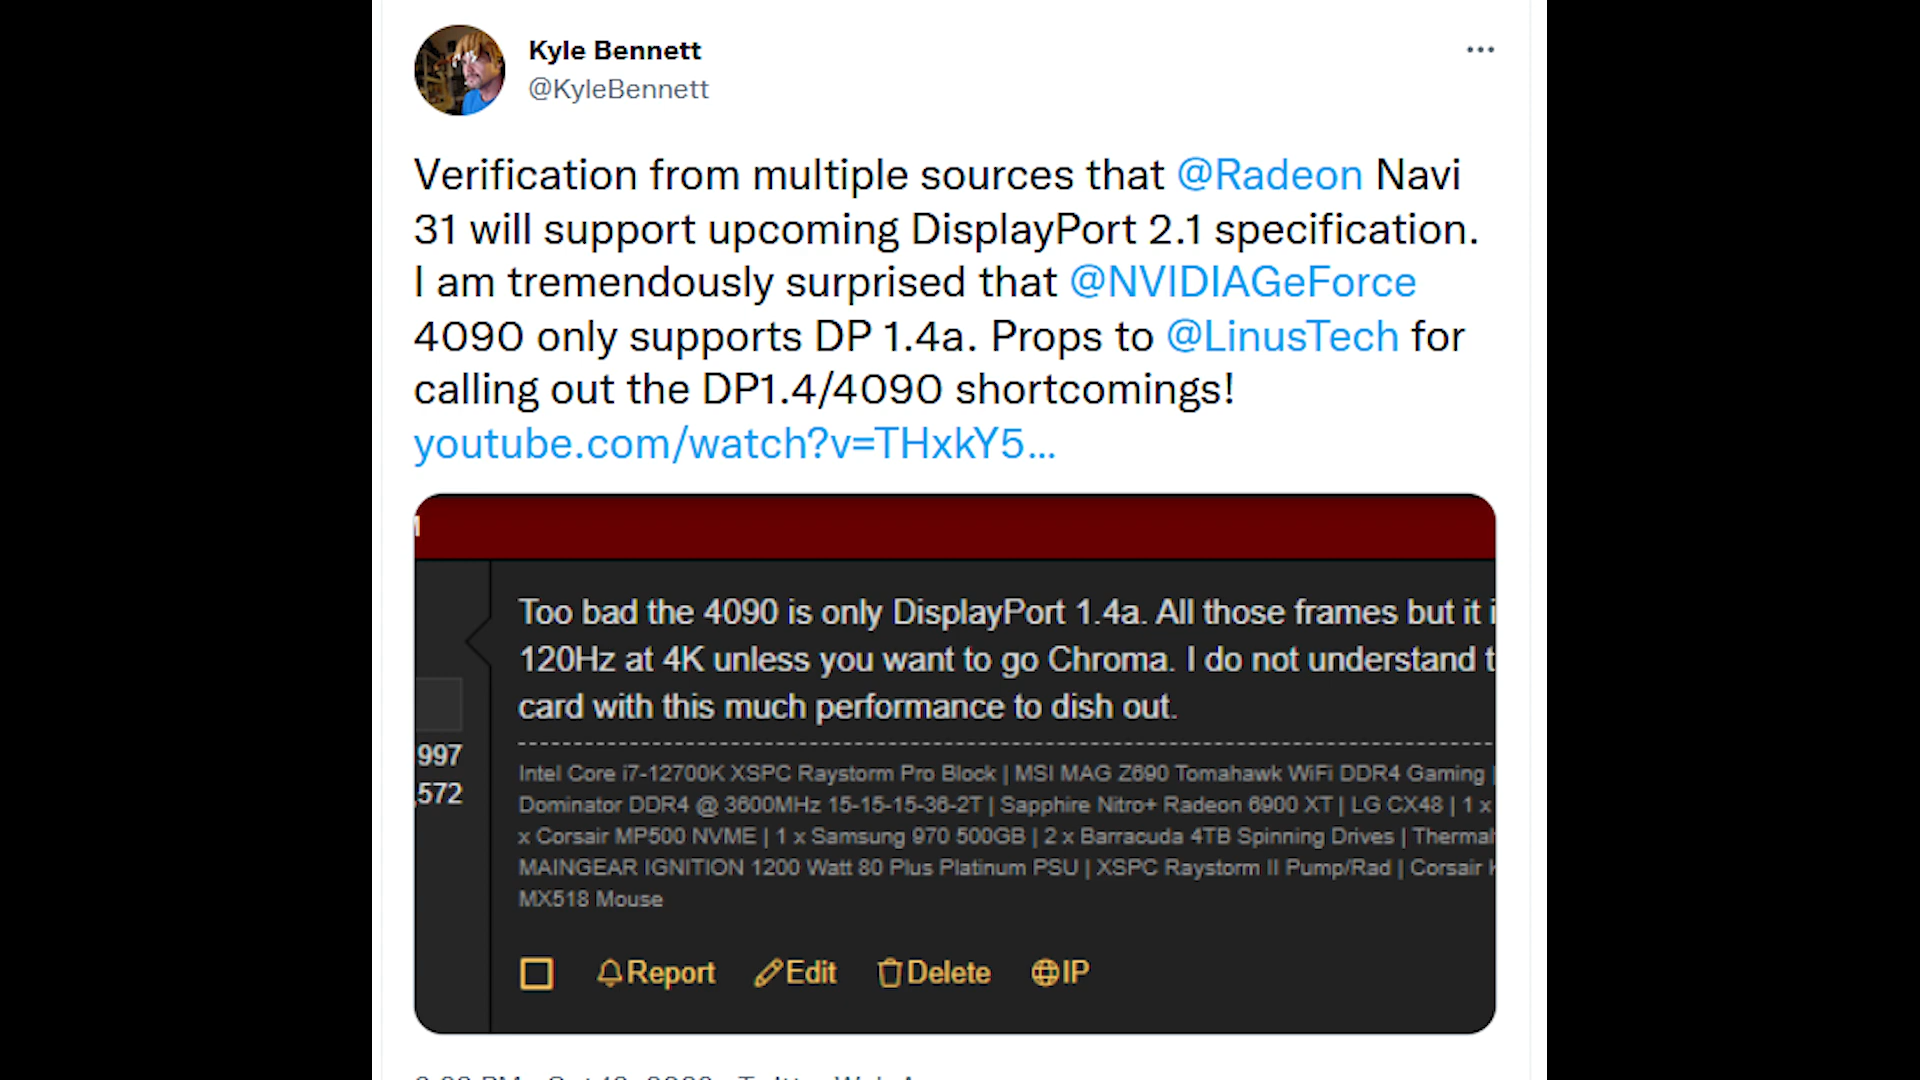 Kyle Bennett
@KyleBennett
Verification from multiple sources that @Radeon Navi
31 will support upcoming DisplayPort 2.1 specification.
I am tremendously surprised that @NVIDIAGeForce
4090 only supports DP 1.4a. Props to @LinusTech for
calling out the DP1.4/4090 shortcomings!
youtube.com/watch?v=THxkY5...
Too bad the 4090 is only DisplayPort 1.4a. All those frames but it
120Hz at 4K unless you want to go Chroma. I do not understand
card with this much performance to dish out.
997
,572
Intel Core i7-12700K XSPC Raystorm Pro Block | MSI MAG Z690 Tomahawk WiFi DDR4 Gaming |
Dominator DDR4 @ 3600MHz 15-15-15-36-2T | Sapphire Nitro+ Radeon 6900 XT | LG CX48 | 1 x
x Corsair MP500 NVME | 1 x Samsung 970 500GB | 2 x Barracuda 4TB Spinning Drives |
MAINGEAR IGNITION 1200 Watt 80 Plus Platinum PSU | XSPC Raystorm II Pump/Rad | Corsair
MX518 Mouse
Report Edit Delete IP